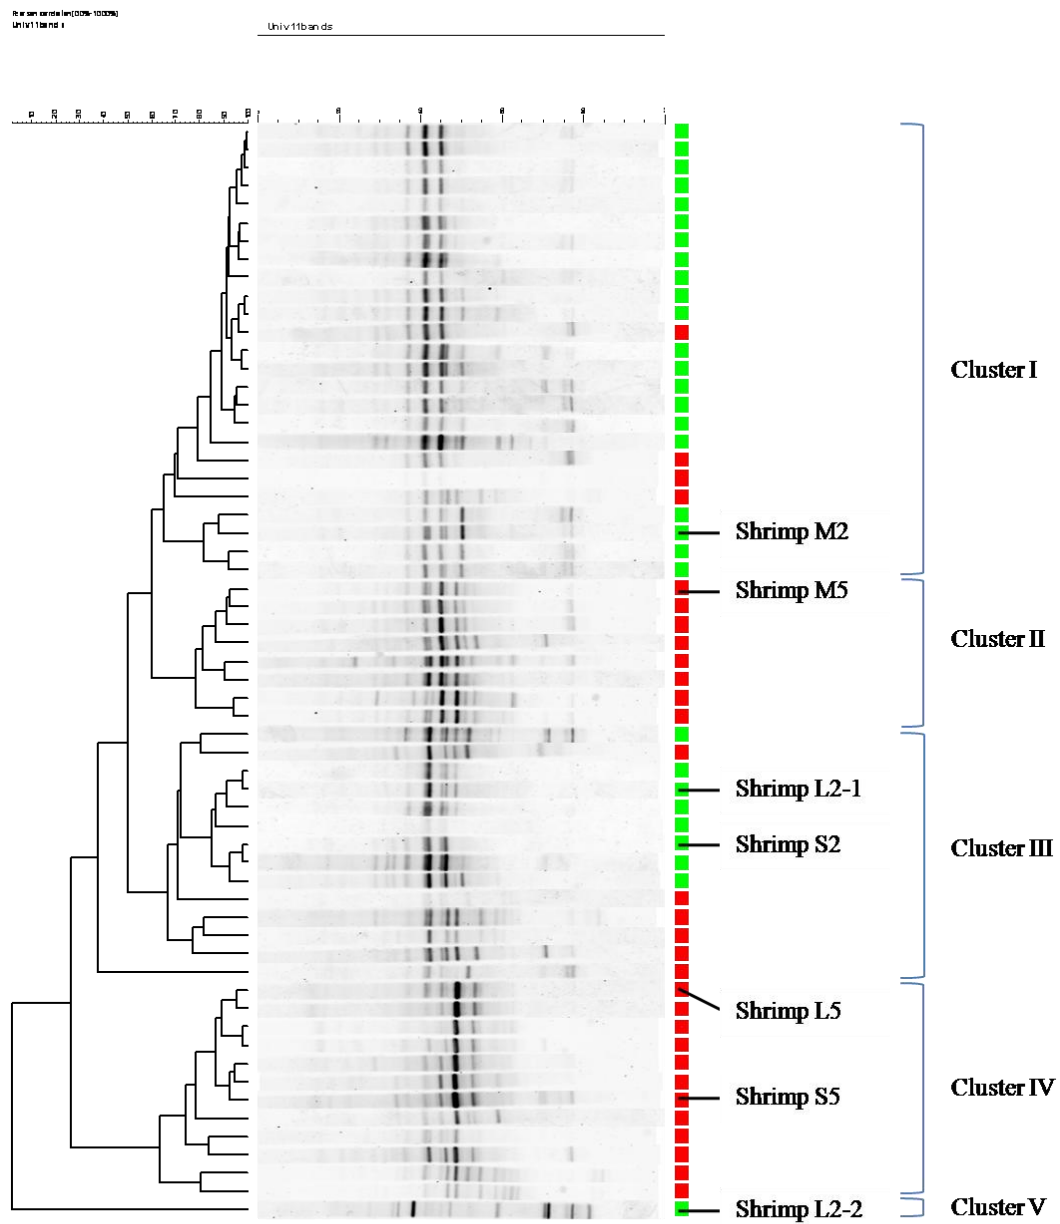 Univ11bands
Cluster I
Shrimp M2
Shrimp M5
Cluster II
Shrimp L2-1
Shrimp S2
Cluster III
Shrimp L5
Cluster IV
Shrimp S5
Cluster V
Shrimp L2-2